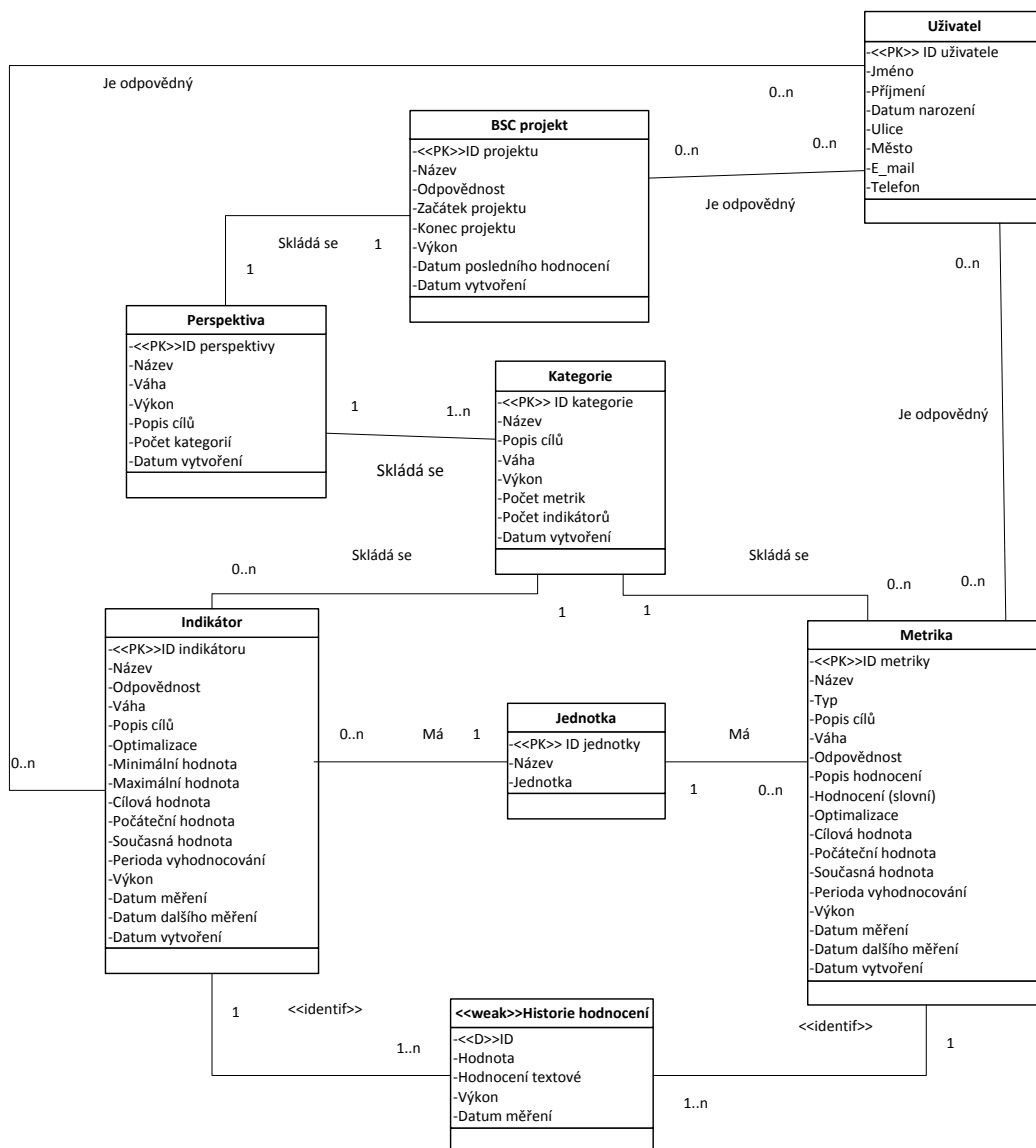 Uživatel
-<<PK>> ID uživatele
-Jméno
-Příjmení
-Datum narození
-Ulice
-Město
-E_mail
-Telefon
Je odpovědný
0..n
BSC projekt
-<<PK>>ID projektu
-Název
-Odpovědnost
-Začátek projektu
-Konec projektu
-Výkon
-Datum posledního hodnocení
-Datum vytvoření
0..n
0..n
Je odpovědný
Skládá se
1
1
0..n
Perspektiva
-<<PK>>ID perspektivy
-Název
-Váha
-Výkon
-Popis cílů
-Počet kategorií
-Datum vytvoření
1
1..n
Skládá se
Kategorie
-<<PK>> ID kategorie
-Název
-Popis cílů
-Váha
-Výkon
-Počet metrik
-Počet indikátorů
-Datum vytvoření
Je odpovědný
Skládá se
Skládá se
0..n
1
1
0..n
0..n
Indikátor
-<<PK>>ID indikátoru
-Název
-Odpovědnost
-Váha
-Popis cílů
-Optimalizace
-Minimální hodnota
-Maximální hodnota
-Cílová hodnota
-Počáteční hodnota
-Současná hodnota
-Perioda vyhodnocování
-Výkon
-Datum měření
-Datum dalšího měření
-Datum vytvoření
0..n
0..n
Má
1
Jednotka
-<<PK>> ID jednotky
-Název
-Jednotka
Má
1
0..n
Metrika
-<<PK>>ID metriky
-Název
-Typ
-Popis cílů
-Váha
-Odpovědnost
-Popis hodnocení
-Hodnocení (slovní)
-Optimalizace
-Cílová hodnota
-Počáteční hodnota
-Současná hodnota
-Perioda vyhodnocování
-Výkon
-Datum měření
-Datum dalšího měření
-Datum vytvoření
1
<<identif>>
1..n
<<weak>>Historie hodnocení
-<<D>>ID
-Hodnota
-Hodnocení textové
-Výkon
-Datum měření
<<identif>>
1
1..n